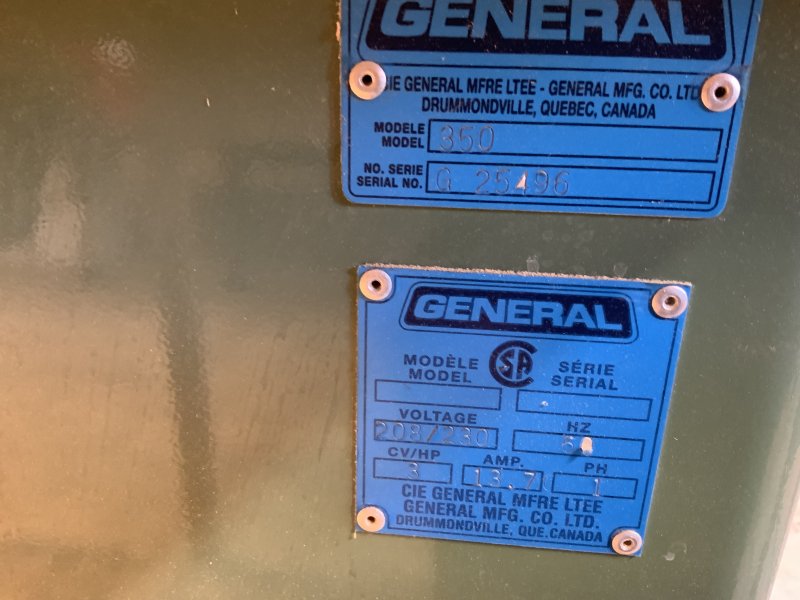 GENERAL
CIE GENERAL MFRE LTEE - GENERAL MFG. CO. LTD.
DRUMMONDVILLE, QUEBEC, CANADA
MODELE
MODEL 350
NO. SERIE
SERIAL NO. G 25496
GENERAL
MODÈLE SÉRIE
MODEL CSA SERIAL
VOLTAGE HZ
208/230
CV/HP AMP. PH
3 13.7 1
CIE GENERAL MFRE LTEE
GENERAL MFG. CO. LTD.
DRUMMONDVILLE, QUE.CANADA